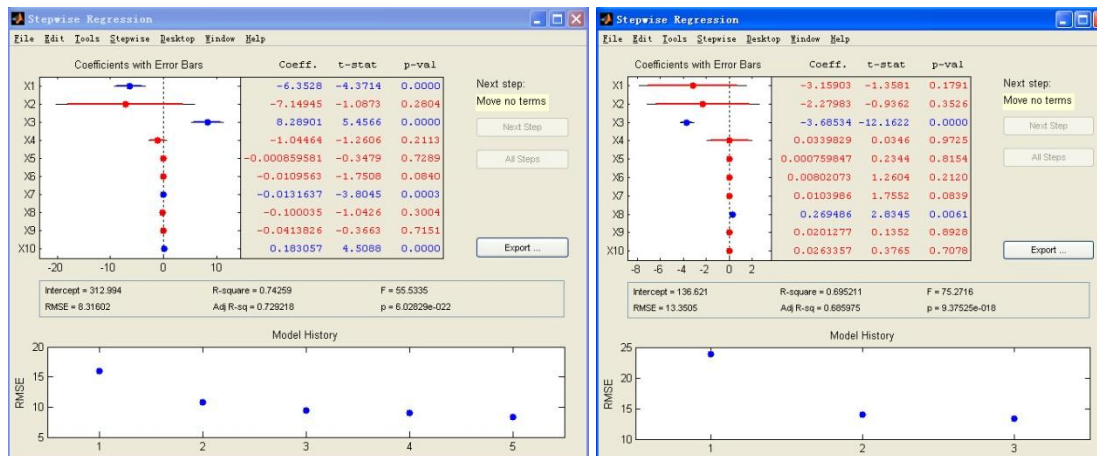 Stepwise Regression
File Edit Tools Stepwise Desktop Window Help
Coefficients with Error Bars Coeff. t-stat p-val
X1 -6.3528 -4.3714 0.0000
X2 -7.14945 -1.0873 0.2804
X3 8.28901 5.4566 0.0000
X4 -1.04464 -1.2606 0.2113
X5 -0.000859581 -0.3479 0.7289
X6 -0.0109563 -1.7508 0.0840
X7 -0.0131637 -3.8045 0.0003
X8 -0.100035 -1.0426 0.3004
X9 -0.0413826 -0.3663 0.7151
X10 0.183057 4.5088 0.0000
-20 -10 0 10
Next step:
Move no terms
Next Step
All Steps
Export ...
Intercept = 312.994 R-square = 0.74259 F = 55.5335
RMSE = 8.31602 Adj R-sq = 0.729218 p = 6.02829e-022
Model History
RMSE
20
15
10
5
1 2 3 4 5
Stepwise Regression
File Edit Tools Stepwise Desktop Window Help
Coefficients with Error Bars Coeff. t-stat p-val
X1 -3.15903 -1.3581 0.1791
X2 -2.27983 -0.9362 0.3526
X3 -3.68534 -12.1622 0.0000
X4 0.0339829 0.0346 0.9725
X5 0.000759847 0.2344 0.8154
X6 0.00802073 1.2604 0.2120
X7 0.0103986 1.7552 0.0839
X8 0.269486 2.8345 0.0061
X9 0.0201277 0.1352 0.8928
X10 0.0263357 0.3765 0.7078
-8 -6 -4 -2 0 2
Next step:
Move no terms
Next Step
All Steps
Export ...
Intercept = 136.621 R-square = 0.695211 F = 75.2716
RMSE = 13.3505 Adj R-sq = 0.685975 p = 9.37525e-018
Model History
RMSE
25
20
15
10
1 2 3